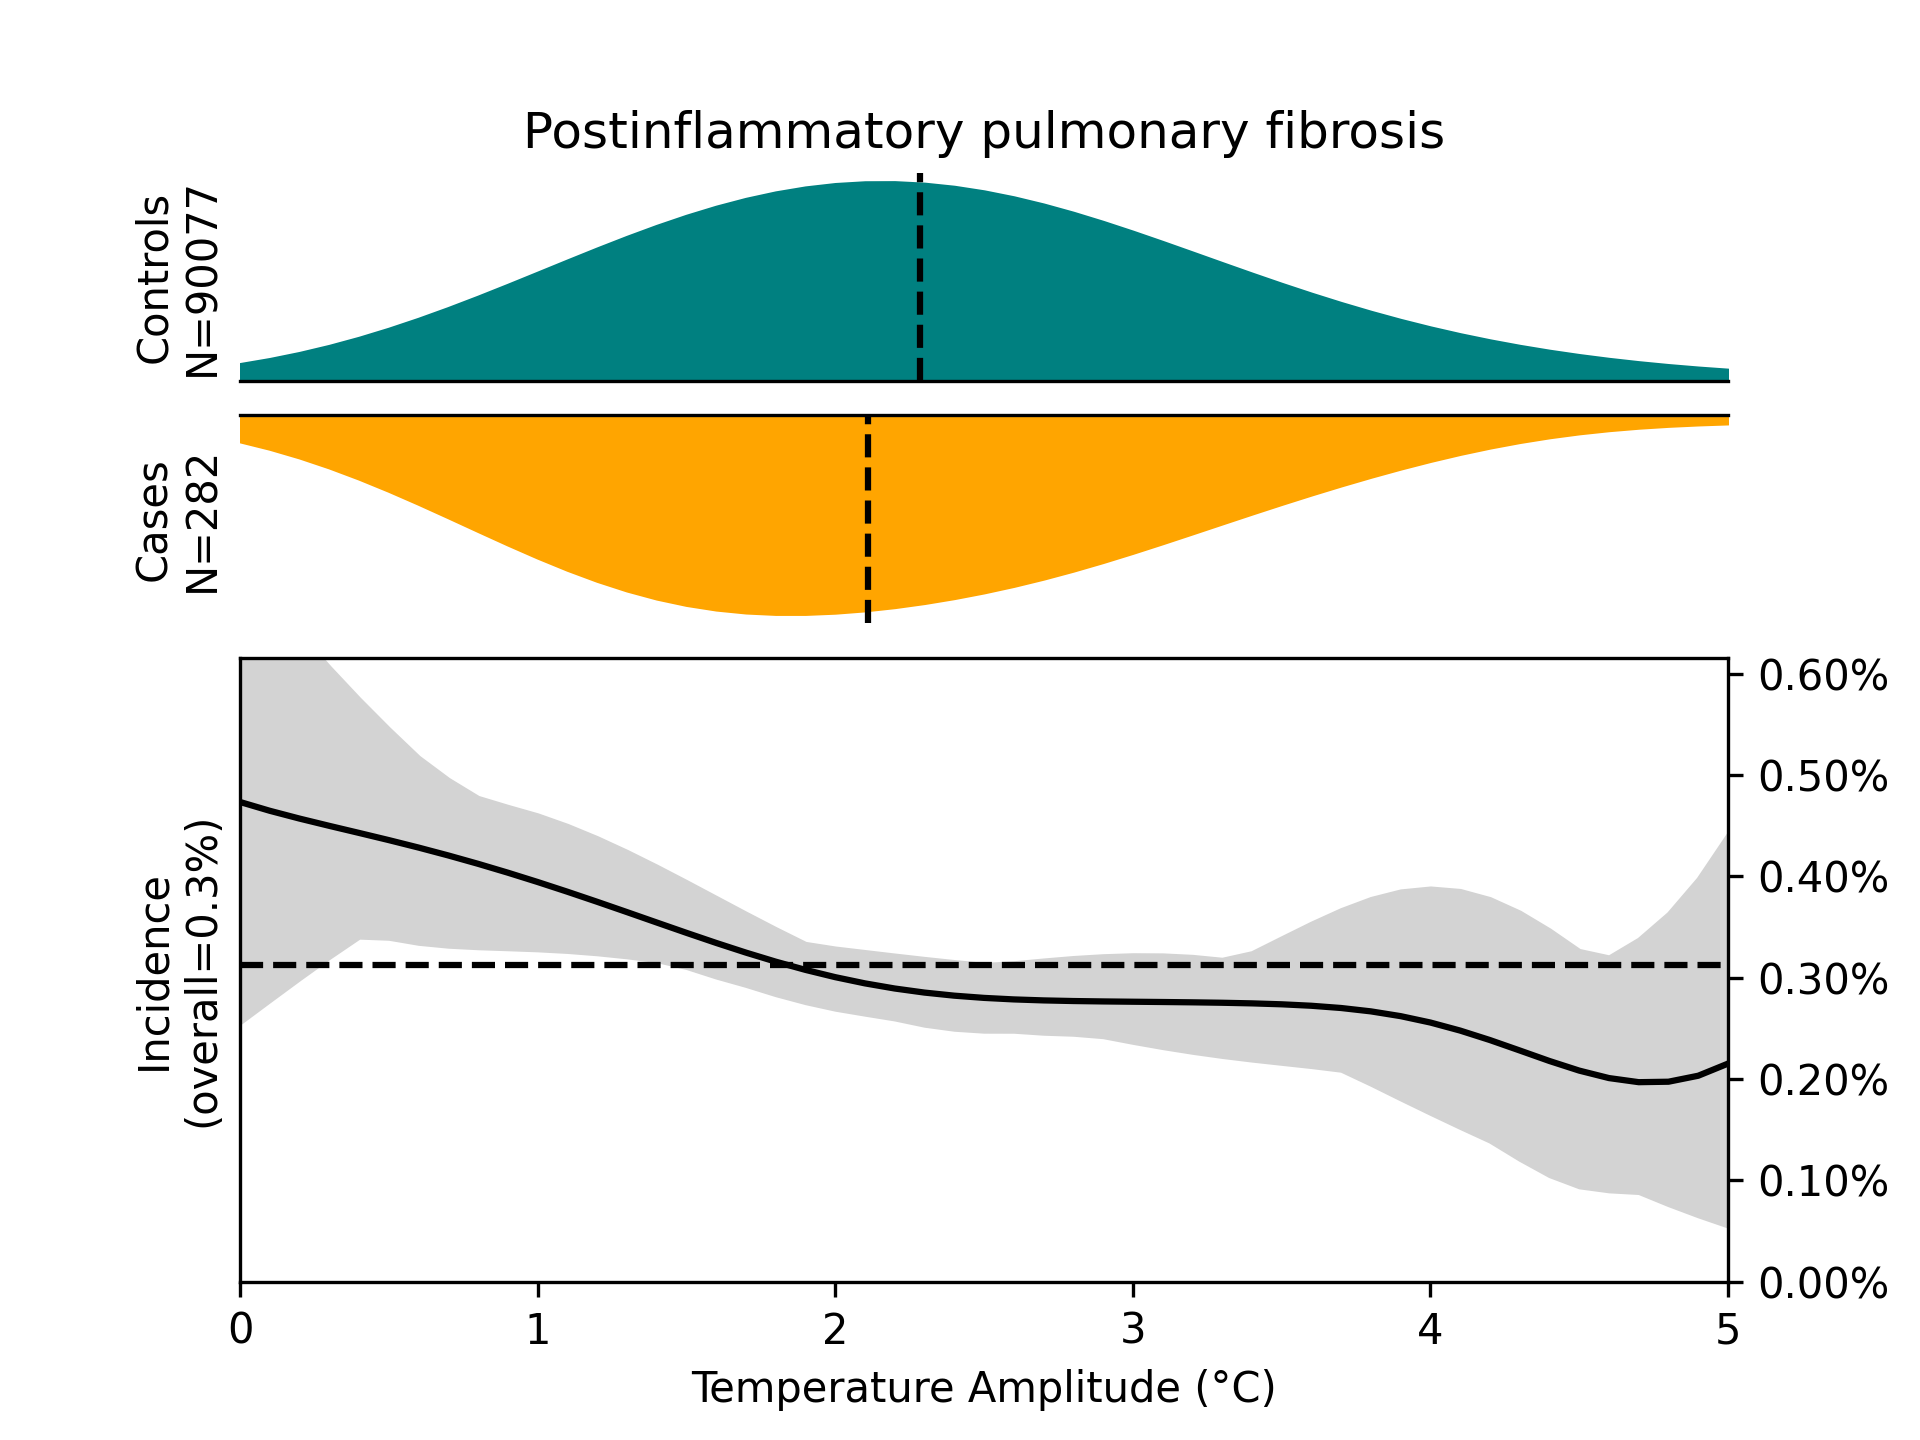 Postinflammatory pulmonary fibrosis
Controls
N=90077
Cases
N=282
Incidence
(overall=0.3%)
0.60%
0.50%
0.40%
0.30%
0.20%
0.10%
0.00%
0 1 2 3 4 5
Temperature Amplitude (°C)